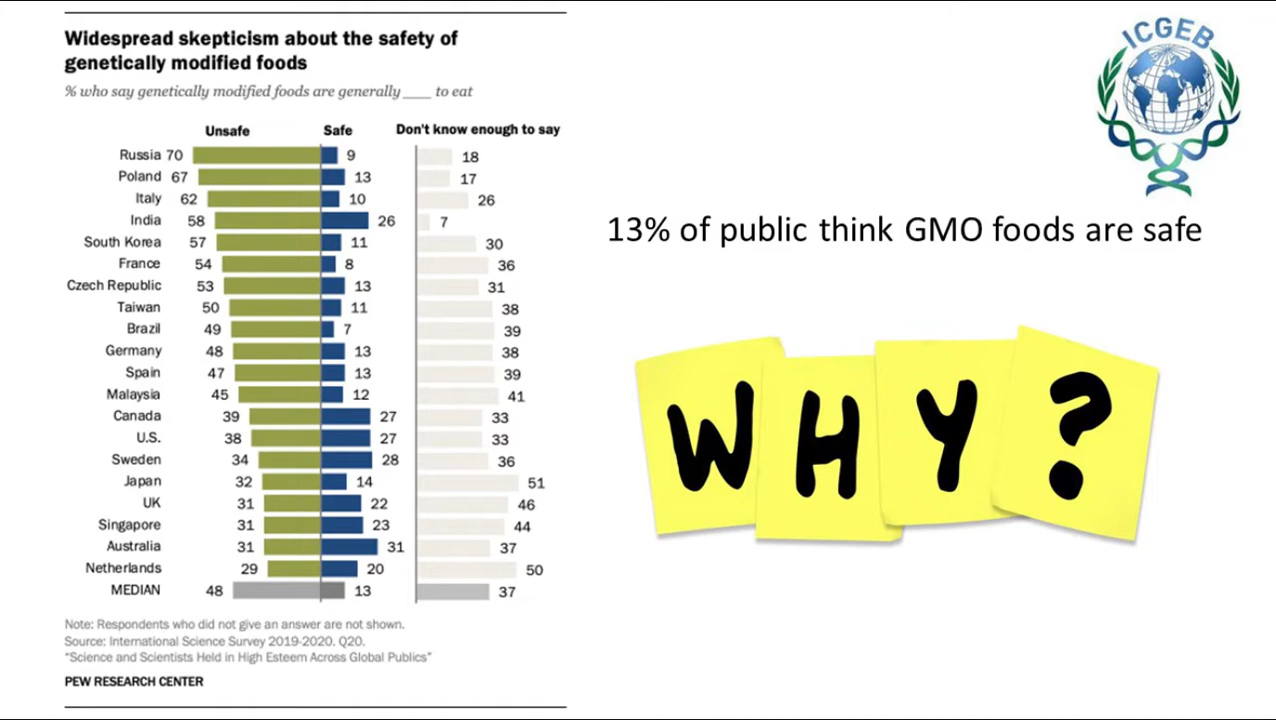 Widespread skepticism about the safety of
genetically modified foods
% who say genetically modified foods are generally ____ to eat
Unsafe Safe Don't know enough to say
Russia 70 9 18
Poland 67 13 17
Italy 62 10 26
India 58 26 7
South Korea 57 11 30
France 54 8 36
Czech Republic 53 13 31
Taiwan 50 11 38
Brazil 49 7 39
Germany 48 13 38
Spain 47 13 39
Malaysia 45 12 41
Canada 39 27 33
U.S. 38 27 33
Sweden 34 28 36
Japan 32 14 51
UK 31 22 46
Singapore 31 23 44
Australia 31 31 37
Netherlands 29 20 50
MEDIAN 48 13 37
Note: Respondents who did not give an answer are not shown.
Source: International Science Survey 2019-2020. Q20.
"Science and Scientists Held in High Esteem Across Global Publics"
PEW RESEARCH CENTER
ICGEB
13% of public think GMO foods are safe
WHY?